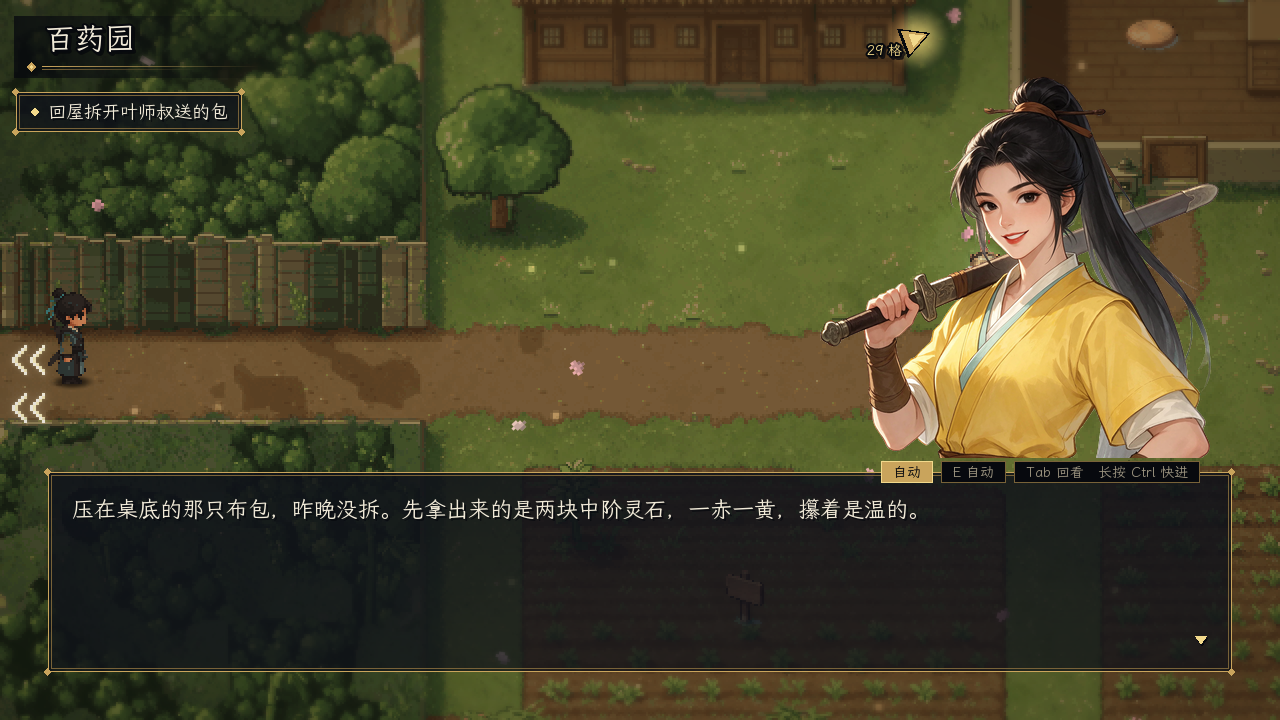 百药园
29 格
回屋拆开叶师叔送的包
自动
E 自动
Tab 回看 长按 Ctrl 快进
压在桌底的那只布包，昨晚没拆。先拿出来的是两块中阶灵石，一赤一黄，攥着是温的。